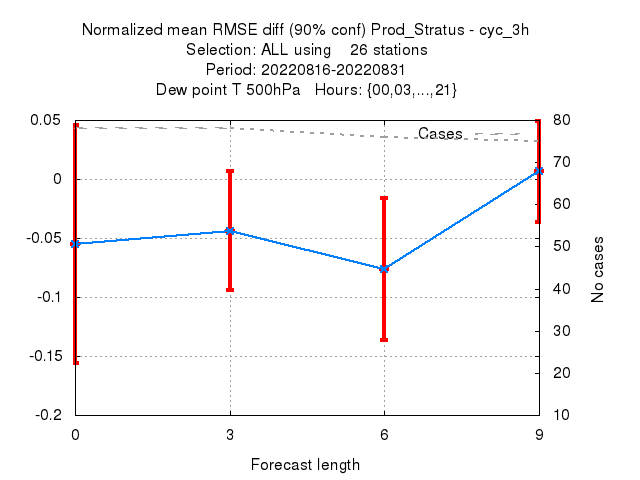 Normalized mean RMSE diff (90% conf) Prod_Stratus - cyc_3h
Selection: ALL using    26 stations
Period: 20220816-20220831
Dew point T 500hPa   Hours: {00,03,...,21}
0.05
0
-0.05
-0.1
-0.15
-0.2
Cases
80
70
60
50
40
30
20
10
No cases
0
3
6
9
Forecast length